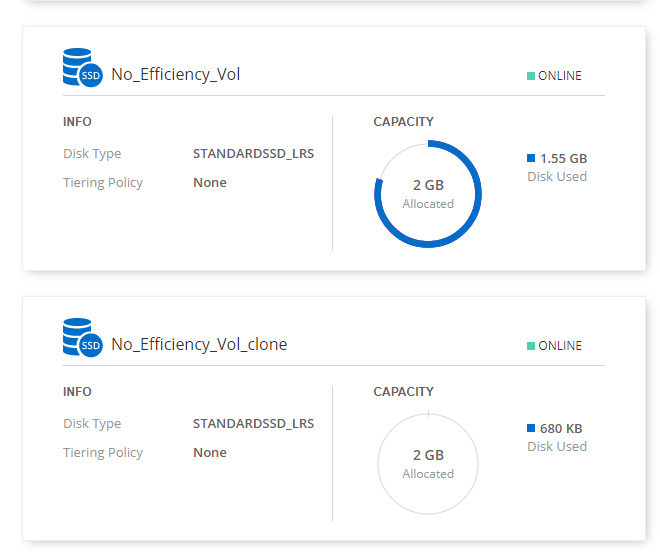 SSD
No_Efficiency_Vol
ONLINE
INFO
CAPACITY
Disk Type STANDARDSSD_LRS
Tiering Policy None
2 GB
Allocated
1.55 GB
Disk Used
SSD
No_Efficiency_Vol_clone
ONLINE
INFO
CAPACITY
Disk Type STANDARDSSD_LRS
Tiering Policy None
2 GB
Allocated
680 KB
Disk Used